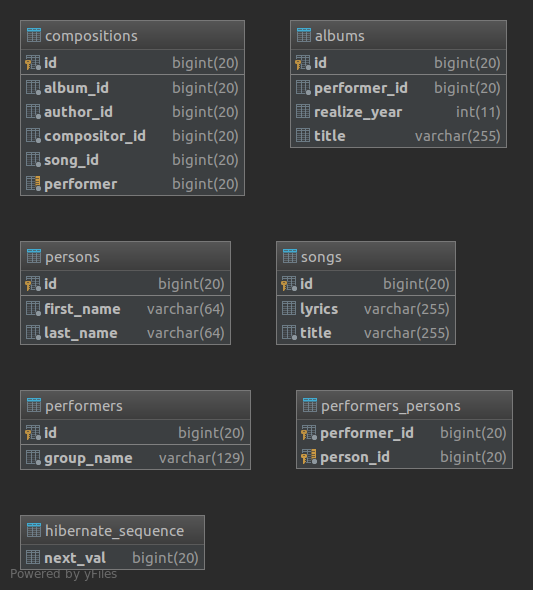 compositions
id bigint(20)
album_id bigint(20)
author_id bigint(20)
compositor_id bigint(20)
song_id bigint(20)
performer bigint(20)
albums
id bigint(20)
performer_id bigint(20)
realize_year int(11)
title varchar(255)
persons
id bigint(20)
first_name varchar(64)
last_name varchar(64)
songs
id bigint(20)
lyrics varchar(255)
title varchar(255)
performers
id bigint(20)
group_name varchar(129)
performers_persons
performer_id bigint(20)
person_id bigint(20)
hibernate_sequence
next_val bigint(20)
Powered by yFiles